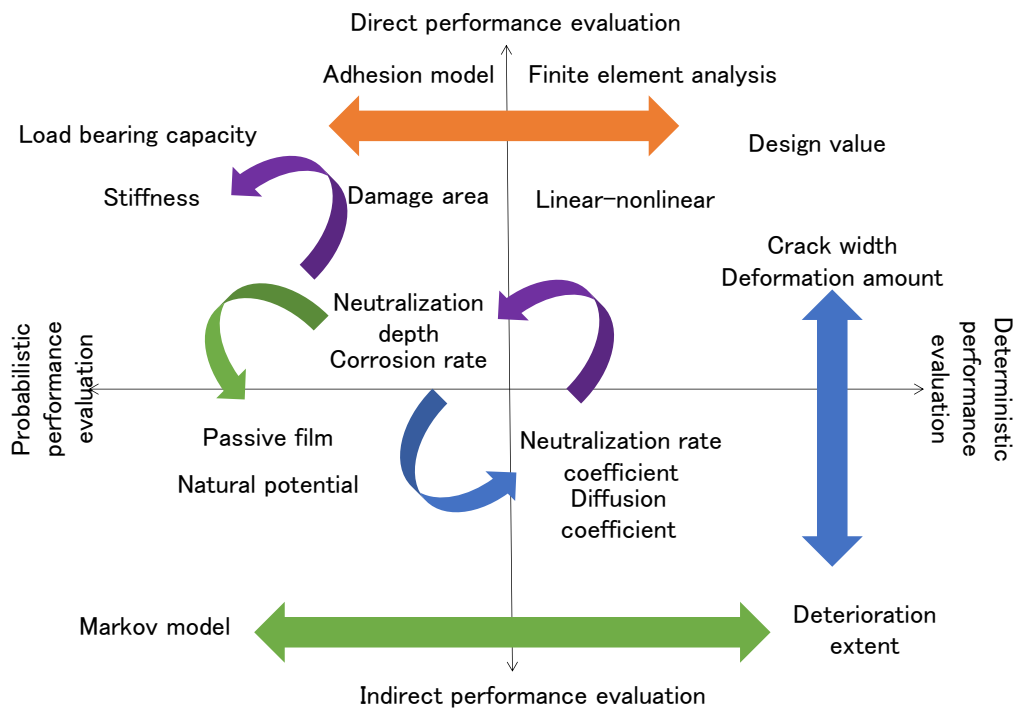 Direct performance evaluation
Adhesion model
Finite element analysis
Load bearing capacity
Design value
Stiffness
Damage area
Linear-nonlinear
Crack width
Deformation amount
Neutralization
depth
Corrosion rate
Probabilistic
performance
evaluation
Deterministic
performance
evaluation
Passive film
Natural potential
Neutralization rate
coefficient
Diffusion
coefficient
Markov model
Deterioration
extent
Indirect performance evaluation